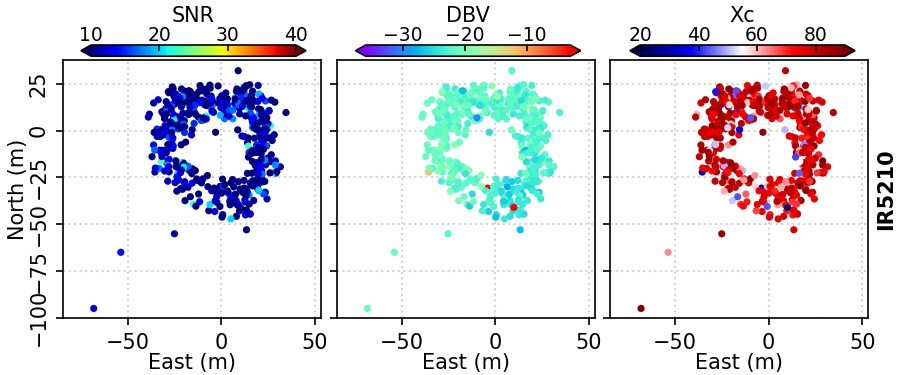 SNR DBV Xc
10 20 30 40 −30 −20 −10 20 40 60 80
North (m)
25
0
−25
−50
−75
−100
−50 0 50 −50 0 50 −50 0 50
East (m) East (m) East (m)
IR5210